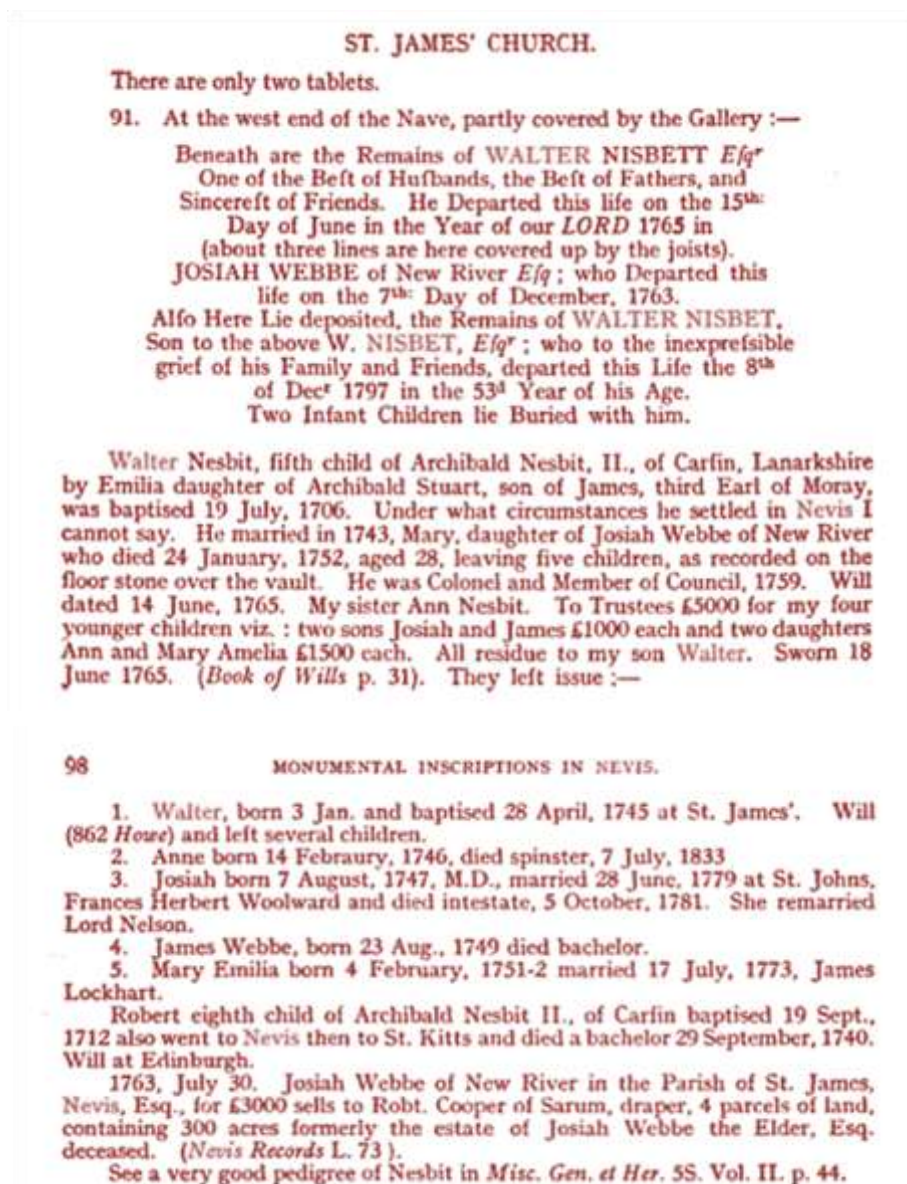 ST. JAMES' CHURCH.
There are only two tablets.
91. At the west end of the Nave, partly covered by the Gallery :—
Beneath are the Remains of WALTER NISBETT Eſqʳ
One of the Beſt of Huſbands, the Beſt of Fathers, and
Sincereſt of Friends. He Departed this life on the 15ᵗʰ:
Day of June in the Year of our LORD 1765 in
(about three lines are here covered up by the joists).
JOSIAH WEBBE of New River Eſq ; who Departed this
life on the 7ᵗʰ: Day of December, 1763.
Alſo Here Lie deposited, the Remains of WALTER NISBET,
Son to the above W. NISBET, Eſqʳ ; who to the inexpreſsible
grief of his Family and Friends, departed this Life the 8ᵗʰ
of Decʳ 1797 in the 53ᵈ Year of his Age.
Two Infant Children lie Buried with him.
Walter Nesbit, fifth child of Archibald Nesbit, II., of Carfin, Lanarkshire
by Emilia daughter of Archibald Stuart, son of James, third Earl of Moray,
was baptised 19 July, 1706. Under what circumstances he settled in Nevis I
cannot say. He married in 1743, Mary, daughter of Josiah Webbe of New River
who died 24 January, 1752, aged 28, leaving five children, as recorded on the
floor stone over the vault. He was Colonel and Member of Council, 1759. Will
dated 14 June, 1765. My sister Ann Nesbit. To Trustees £5000 for my four
younger children viz. : two sons Josiah and James £1000 each and two daughters
Ann and Mary Amelia £1500 each. All residue to my son Walter. Sworn 18
June 1765. (Book of Wills p. 31). They left issue :—
98 MONUMENTAL INSCRIPTIONS IN NEVIS.
1. Walter, born 3 Jan. and baptised 28 April, 1745 at St. James'. Will
(862 Howe) and left several children.
2. Anne born 14 Febraury, 1746, died spinster, 7 July, 1833
3. Josiah born 7 August, 1747, M.D., married 28 June, 1779 at St. Johns,
Frances Herbert Woolward and died intestate, 5 October, 1781. She remarried
Lord Nelson.
4. James Webbe, born 23 Aug., 1749 died bachelor.
5. Mary Emilia born 4 February, 1751-2 married 17 July, 1773, James
Lockhart.
Robert eighth child of Archibald Nesbit II., of Carfin baptised 19 Sept.,
1712 also went to Nevis then to St. Kitts and died a bachelor 29 September, 1740.
Will at Edinburgh.
1763, July 30. Josiah Webbe of New River in the Parish of St. James,
Nevis, Esq., for £3000 sells to Robt. Cooper of Sarum, draper, 4 parcels of land,
containing 300 acres formerly the estate of Josiah Webbe the Elder, Esq.
deceased. (Nevis Records L. 73 ).
See a very good pedigree of Nesbit in Misc. Gen. et Her. 5S. Vol. II. p. 44.